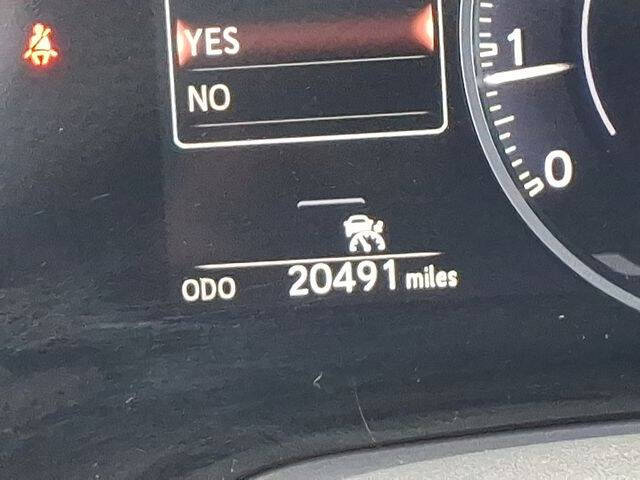 YES
NO
1
0
ODO 20491 miles